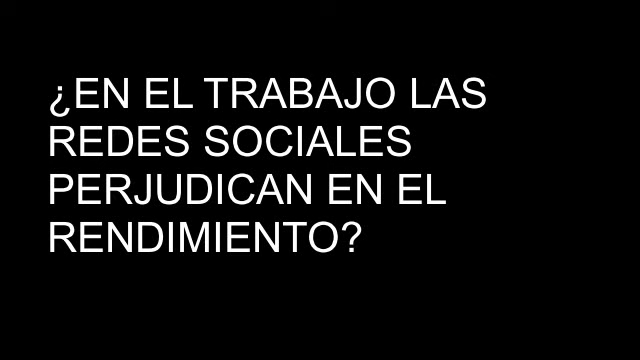 ¿EN EL TRABAJO LAS
REDES SOCIALES
PERJUDICAN EN EL
RENDIMIENTO?